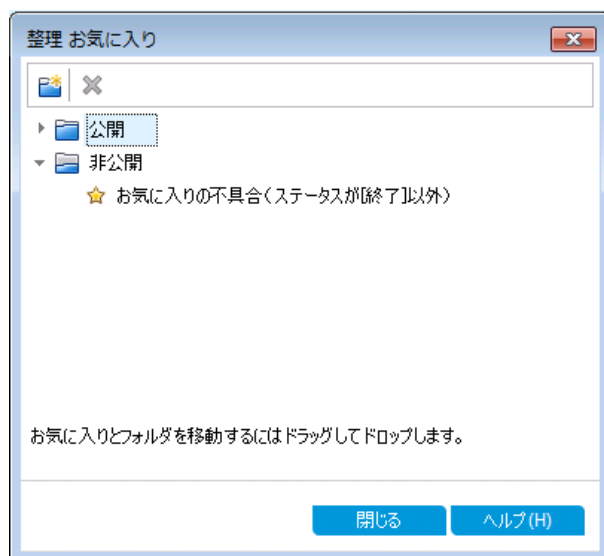 整理 お気に入り
公開
非公開
お気に入りの不具合(ステータスが[終了]以外)
お気に入りとフォルダを移動するにはドラッグしてドロップします。
閉じる
ヘルプ(H)